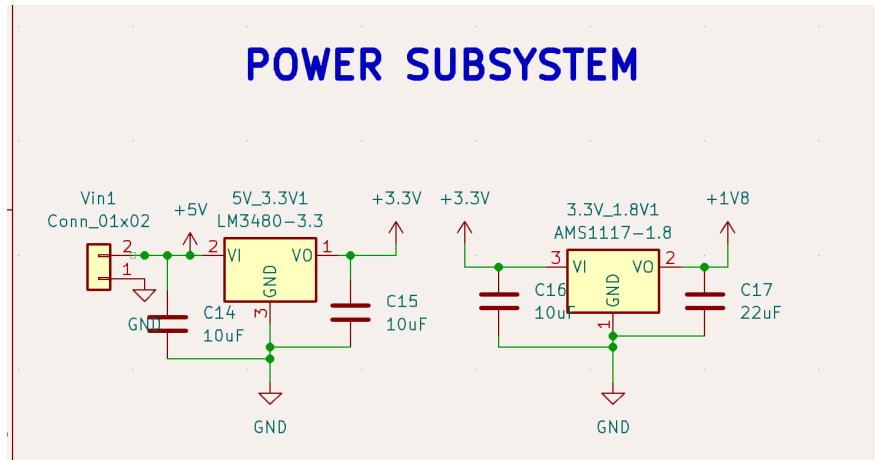 POWER SUBSYSTEM
Vin1
Conn_01x02
+5V
5V_3.3V1
LM3480-3.3
+3.3V
2
1
2
VI
VO
1
GND
3
GND
C14
10uF
C15
10uF
GND
+3.3V
3.3V_1.8V1
AMS1117-1.8
+1V8
3
VI
VO
2
GND
1
C16
10uF
C17
22uF
GND